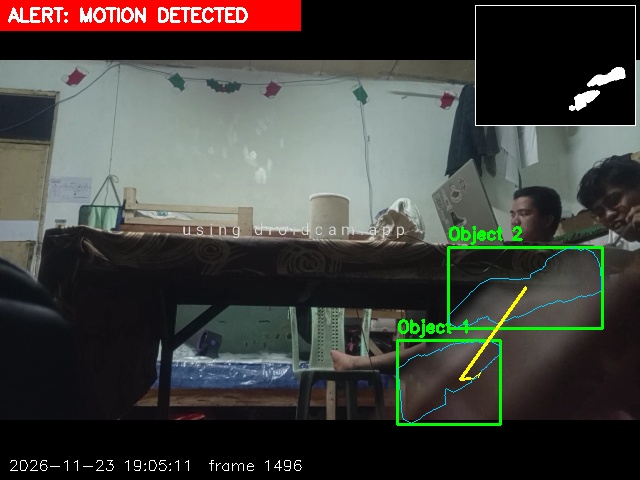 ALERT: MOTION DETECTED
using droidcam app
Object 2
Object 1
2026-11-23 19:05:11 frame 1496